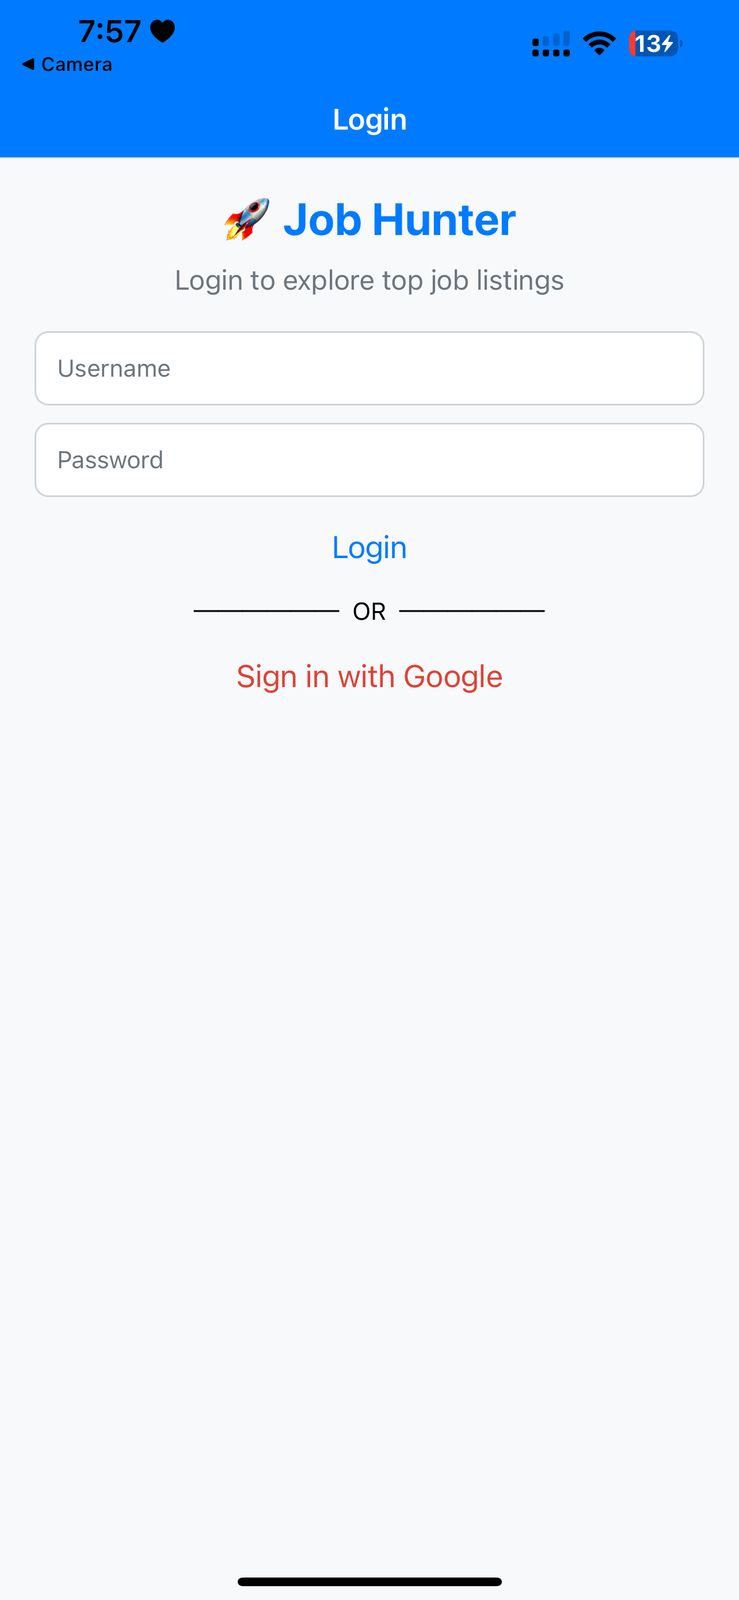 7:57
◀ Camera
13
Login
🚀 Job Hunter
Login to explore top job listings
Username
Password
Login
OR
Sign in with Google